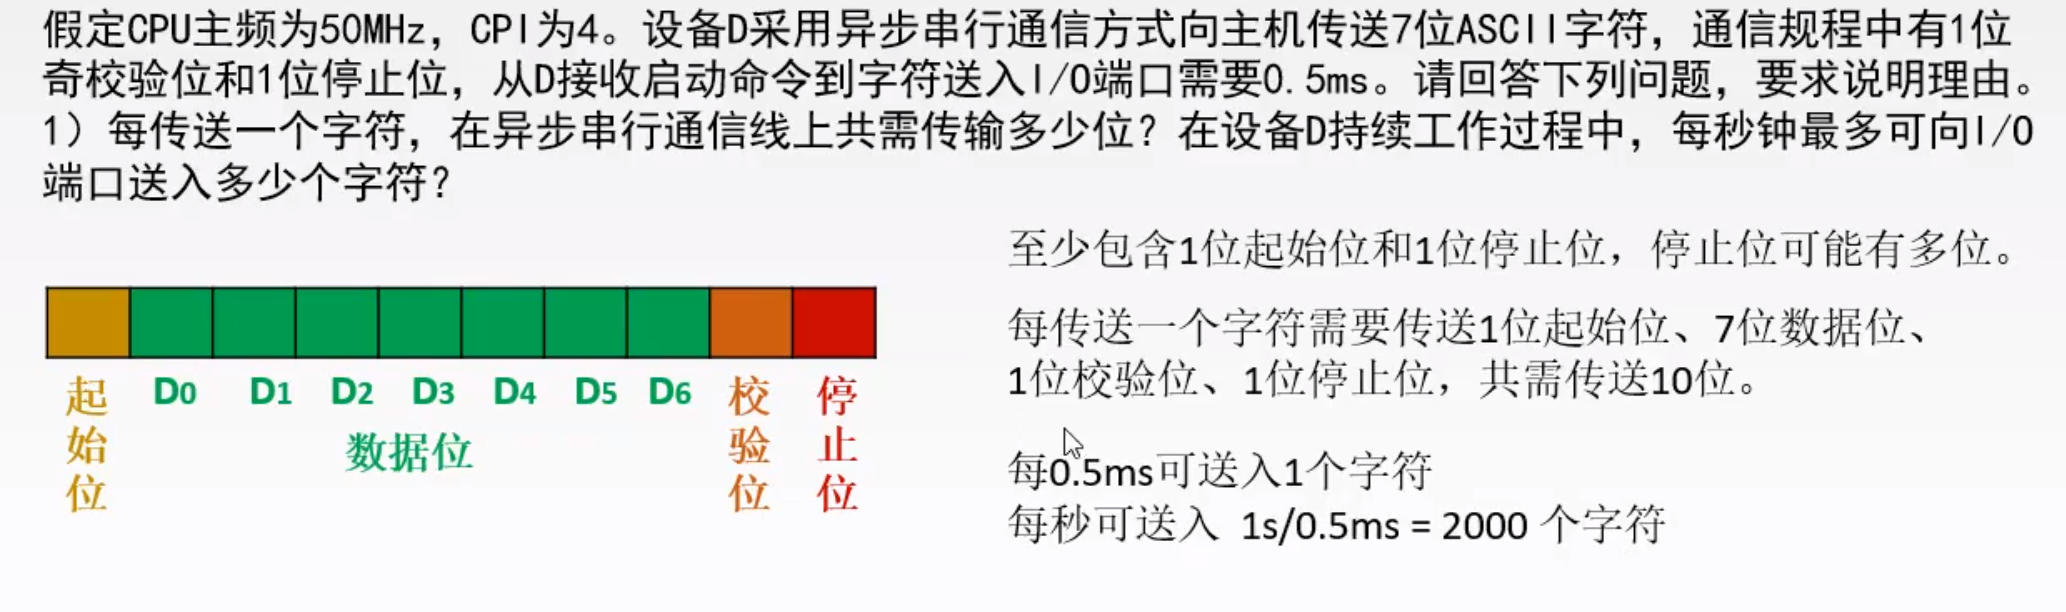 假定CPU主频为50MHz，CPI为4。设备D采用异步串行通信方式向主机传送7位ASCII字符，通信规程中有1位
奇校验位和1位停止位，从D接收启动命令到字符送入I/O端口需要0.5ms。请回答下列问题，要求说明理由。
1）每传送一个字符，在异步串行通信线上共需传输多少位？在设备D持续工作过程中，每秒钟最多可向I/O
端口送入多少个字符？
至少包含1位起始位和1位停止位，停止位可能有多位。
每传送一个字符需要传送1位起始位、7位数据位、
1位校验位、1位停止位，共需传送10位。
每0.5ms可送入1个字符
每秒可送入 1s/0.5ms = 2000 个字符
起始位
D0 D1 D2 D3 D4 D5 D6
数据位
校验位
停止位